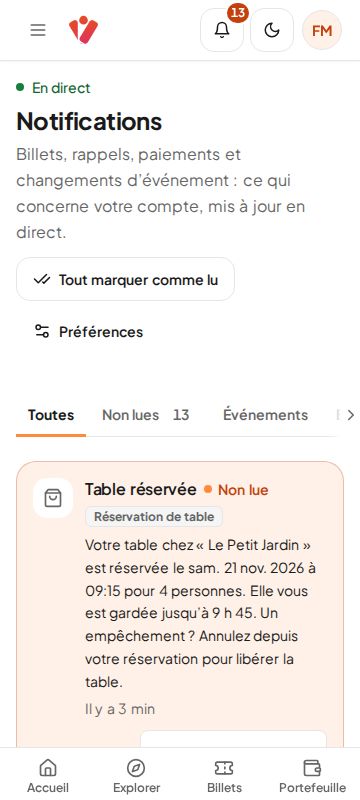 13
FM
En direct
Notifications
Billets, rappels, paiements et
changements d’événement : ce qui
concerne votre compte, mis à jour en
direct.
Tout marquer comme lu
Préférences
Toutes
Non lues 13
Événements
Table réservée
Non lue
Réservation de table
Votre table chez « Le Petit Jardin »
est réservée le sam. 21 nov. 2026 à
09:15 pour 4 personnes. Elle vous
est gardée jusqu’à 9 h 45. Un
empêchement ? Annulez depuis
votre réservation pour libérer la
table.
Il y a 3 min
Accueil
Explorer
Billets
Portefeuille